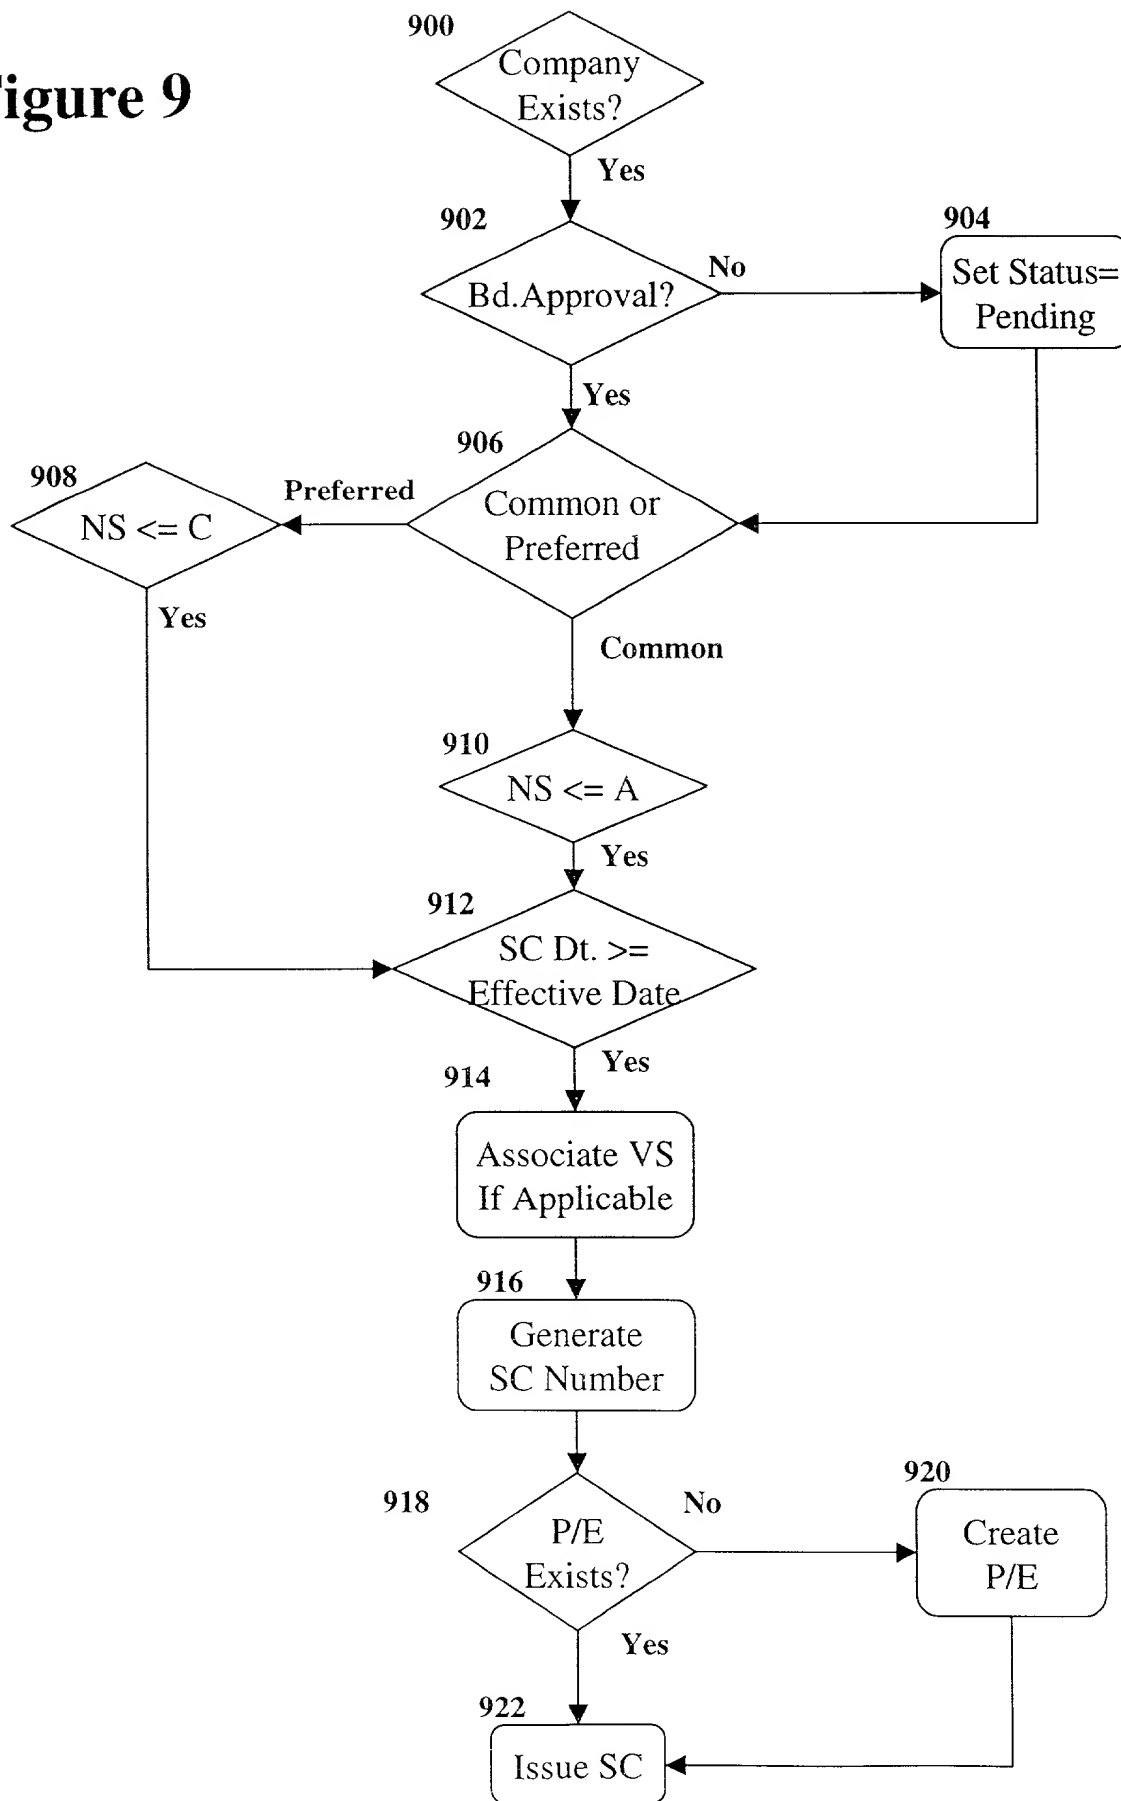 900
Company
Exists?
igure 9
Yes
902
904
Bd.Approval?
No
Set Status=
Pending
Yes
906
908
Preferred
Common or
Preferred
NS <= C
Yes
Common
910
NS <= A
Yes
912
SC Dt. >=
Effective Date
Yes
914
Associate VS
If Applicable
916
Generate
SC Number
918
No
920
P/E
Exists?
Create
P/E
Yes
922
Issue SC